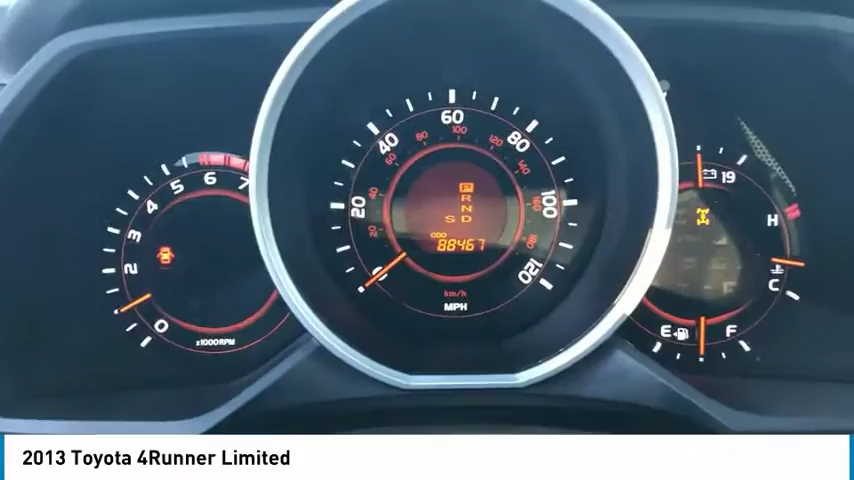 0
2
3
4
5
6
7
x1000RPM
20
40
60
80
100
120
20
40
60
80
100
120
140
160
180
P
R
N
S D
ODO
88467
km/h
MPH
19
H
C
E
F
2013 Toyota 4Runner Limited